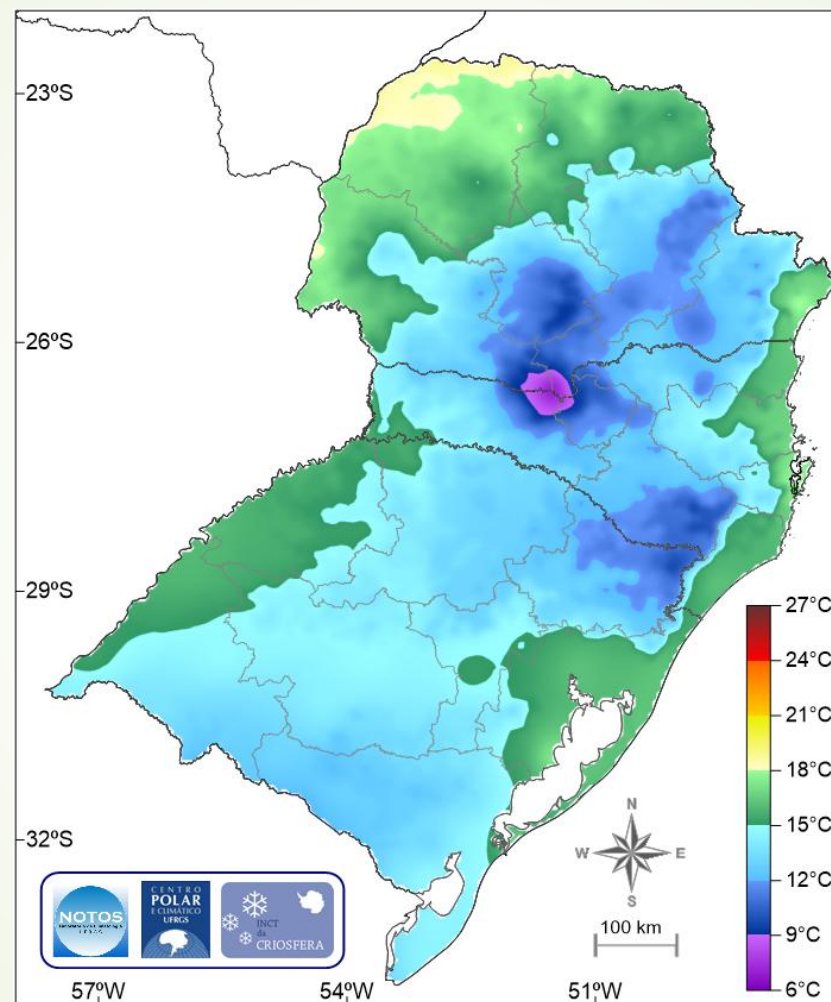 23ºS
26ºS
29ºS
32ºS
57ºW
54ºW
51ºW
27°C
24°C
21°C
18°C
15°C
12°C
9°C
6°C
N
W E
S
100 km
NOTOS
CENTRO
POLAR
E CLIMÁTICO
UFRGS
INCT
da
CRIOSFERA